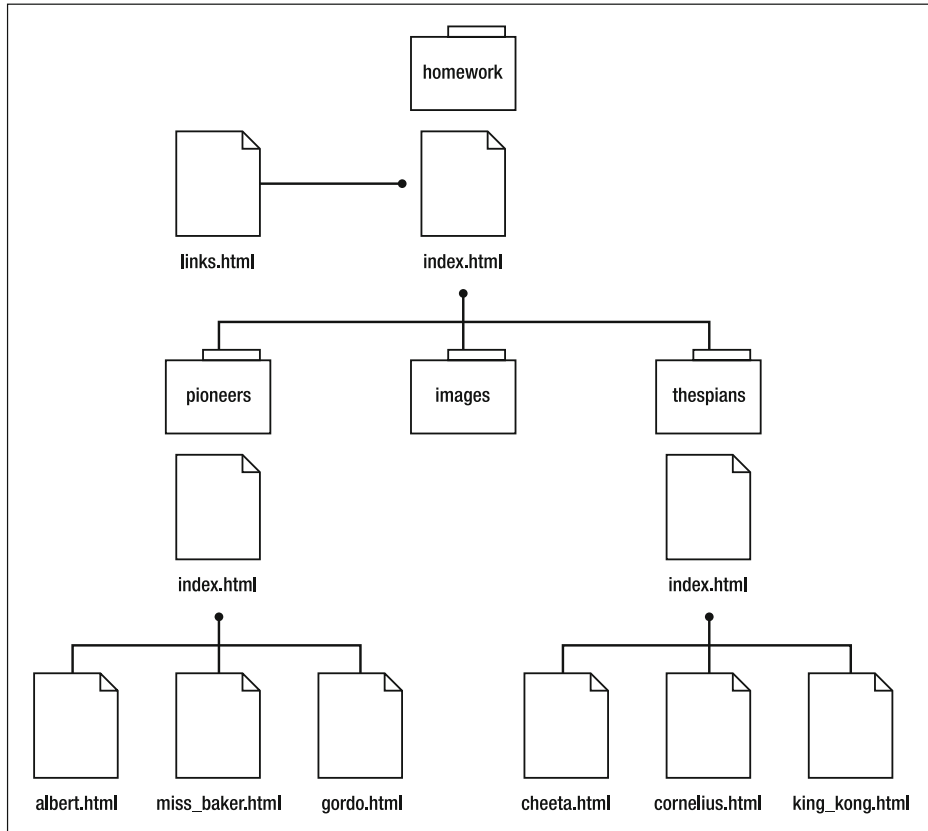 homework
links.html
index.html
pioneers
images
thespians
index.html
index.html
albert.html
miss_baker.html
gordo.html
cheeta.html
cornelius.html
king_kong.html